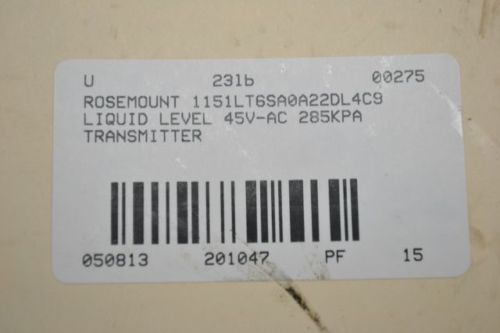 U 231b 00275
ROSEMOUNT 1151LT6SA0A22DL4C9
LIQUID LEVEL 45V-AC 285KPA
TRANSMITTER
050813 201047 PF 15